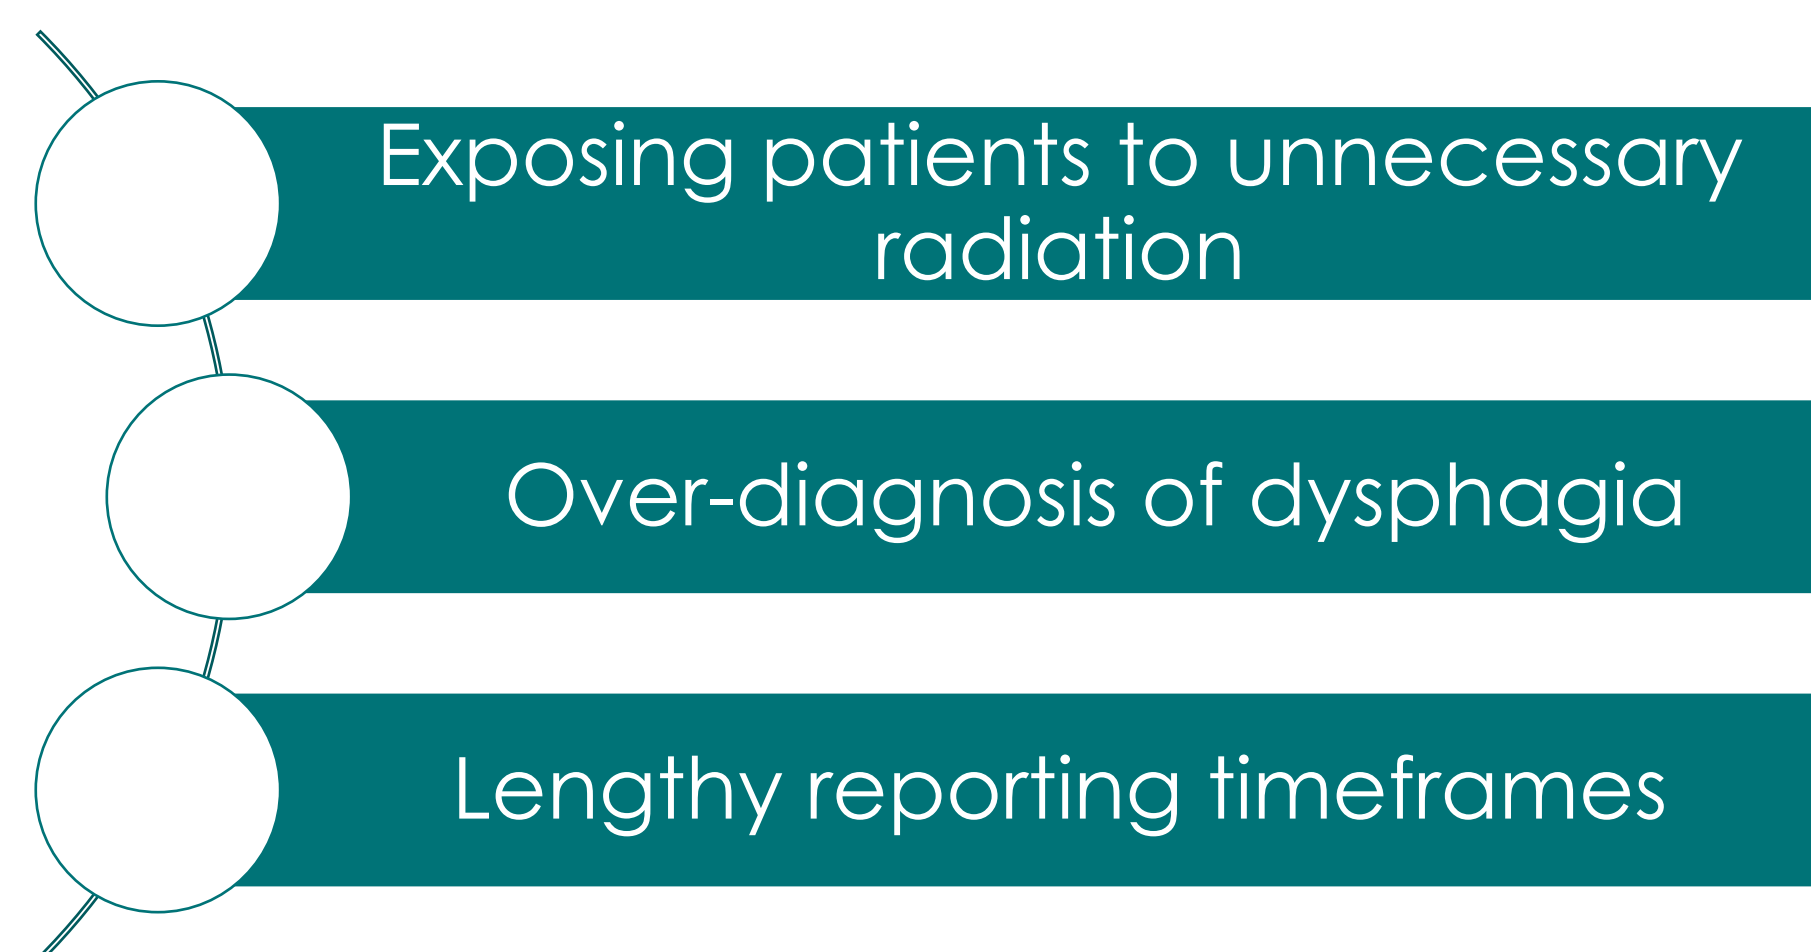 Exposing patients to unnecessary
radiation
Over-diagnosis of dysphagia
Lengthy reporting timeframes